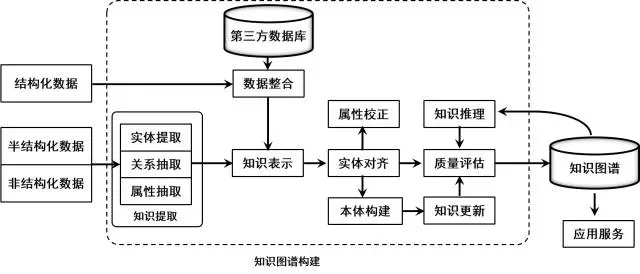 第三方数据库
结构化数据
数据整合
属性校正
知识推理
半结构化数据
非结构化数据
实体提取
关系抽取
属性抽取
知识提取
知识表示
实体对齐
质量评估
知识图谱
本体构建
知识更新
应用服务
知识图谱构建